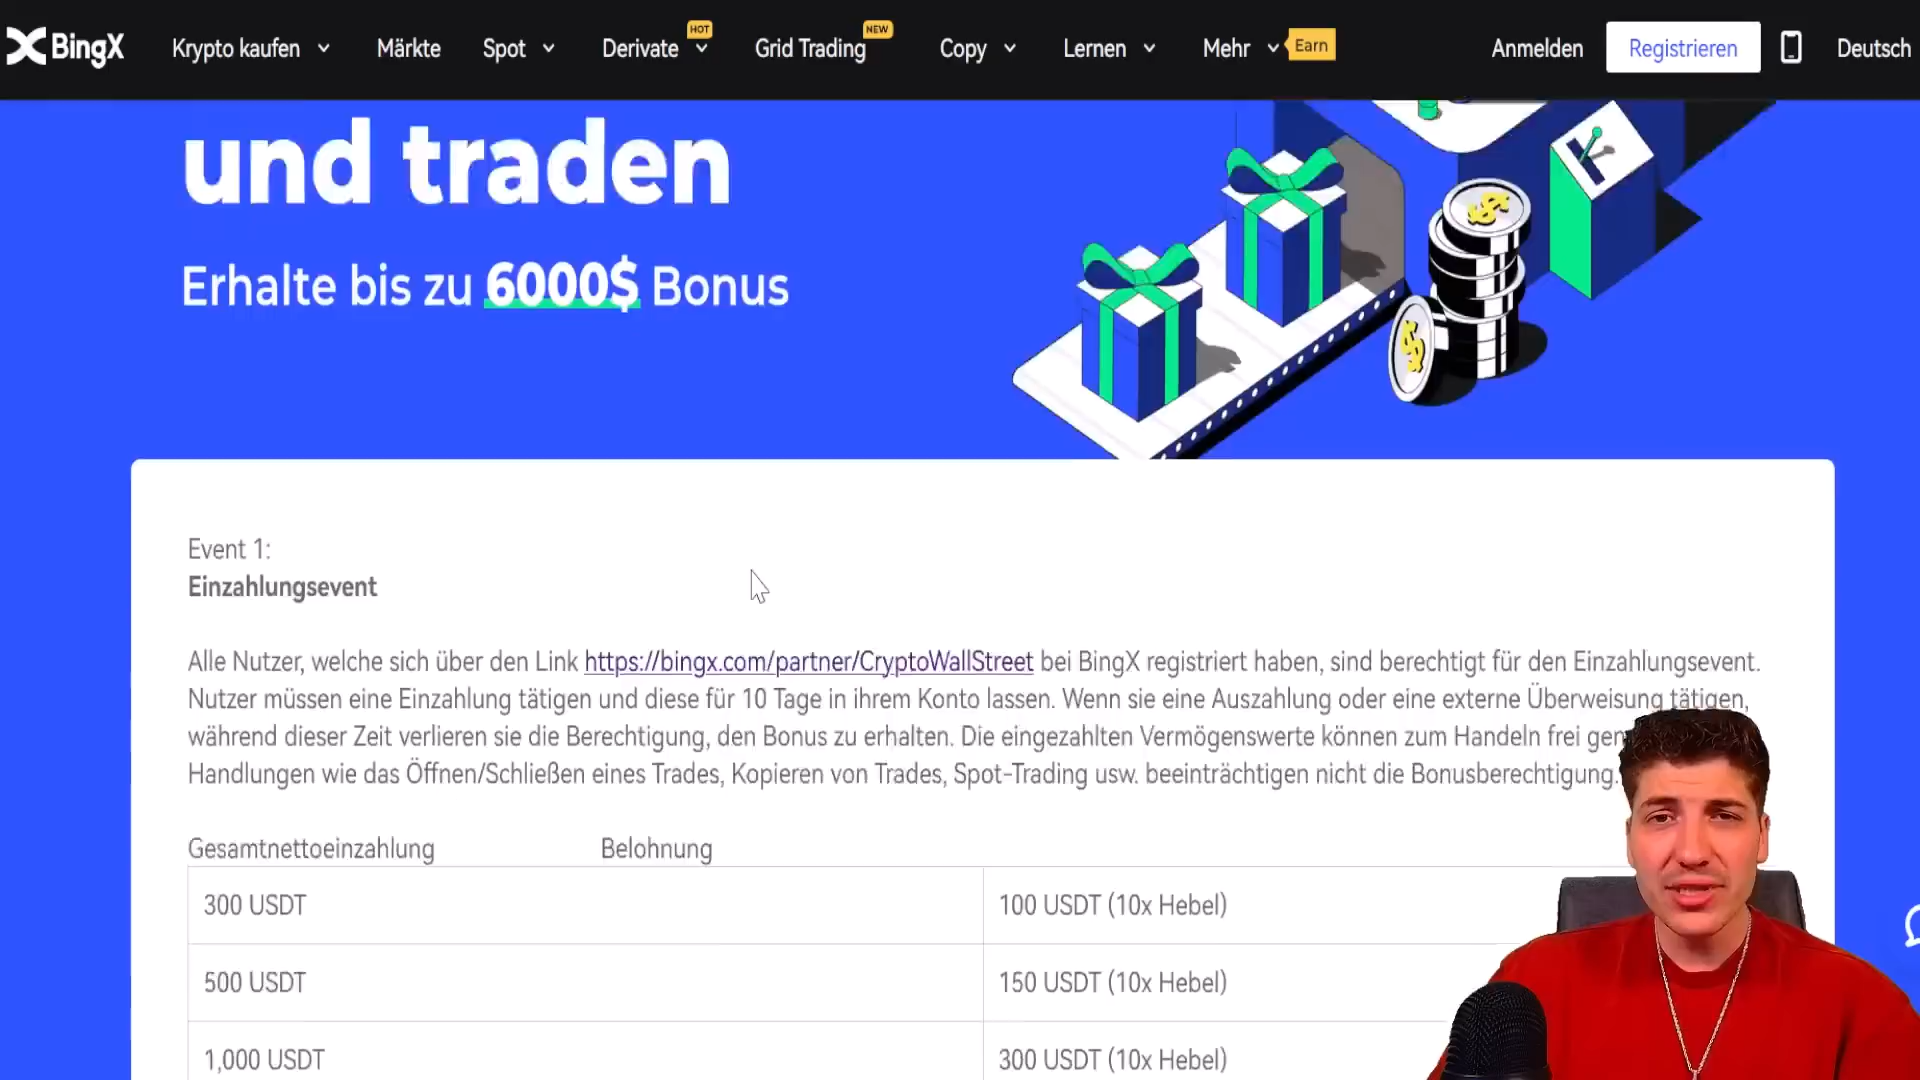 BingX
Krypto kaufen
Märkte
Spot
Derivate
HOT
Grid Trading
NEW
Copy
Lernen
Mehr
Earn
Anmelden
Registrieren
Deutsch
und traden
Erhalte bis zu 6000$ Bonus
Event 1:
Einzahlungsevent
Alle Nutzer, welche sich über den Link https://bingx.com/partner/CryptoWallStreet bei BingX registriert haben, sind berechtigt für den Einzahlungsevent.
Nutzer müssen eine Einzahlung tätigen und diese für 10 Tage in ihrem Konto lassen. Wenn sie eine Auszahlung oder eine externe Überweisung tätigen,
während dieser Zeit verlieren sie die Berechtigung, den Bonus zu erhalten. Die eingezahlten Vermögenswerte können zum Handeln frei
Handlungen wie das Öffnen/Schließen eines Trades, Kopieren von Trades, Spot-Trading usw. beeinträchtigen nicht die Bonusberechtigung.
Gesamtnettoeinzahlung Belohnung
300 USDT 100 USDT (10x Hebel)
500 USDT 150 USDT (10x Hebel)
1,000 USDT 300 USDT (10x Hebel)